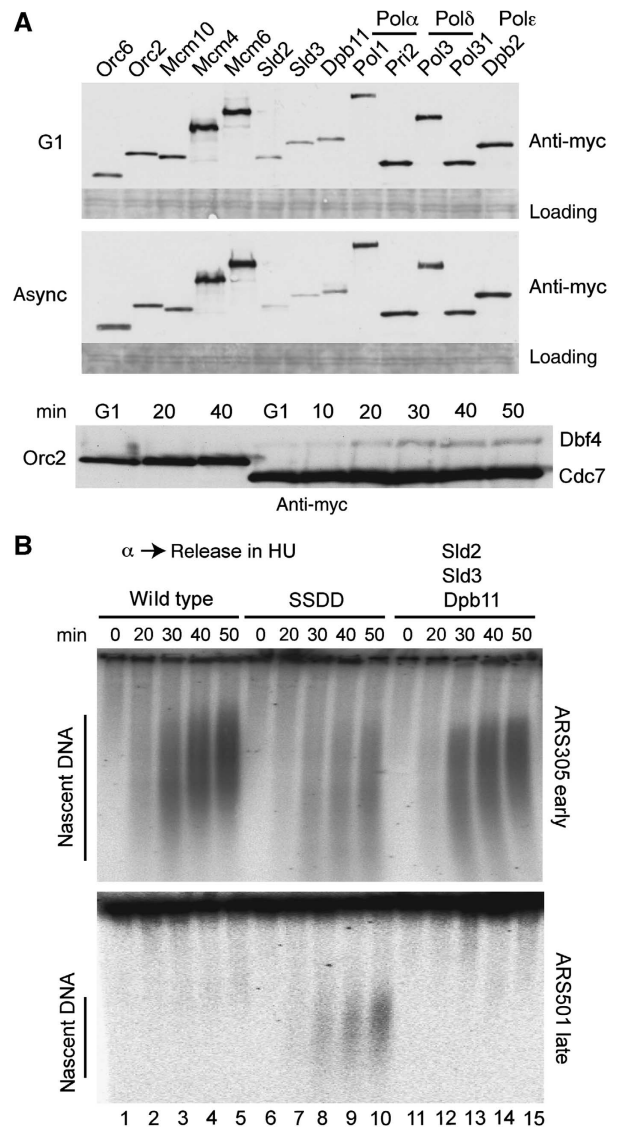 A
Polα Polδ Polε
Orc6 Orc2 Mcm10 Mcm4 Mcm6 Sld2 Sld3 Dpb11 Pol1 Pri2 Pol3 Pol31 Dpb2
G1 Anti-myc
Loading
Async Anti-myc
Loading
min G1 20 40 G1 10 20 30 40 50
Dbf4
Orc2
Cdc7
Anti-myc
B
α → Release in HU
Sld2
Sld3
Wild type SSDD Dpb11
min 0 20 30 40 50 0 20 30 40 50 0 20 30 40 50
Nascent DNA
ARS305 early
Nascent DNA
ARS501 late
1 2 3 4 5 6 7 8 9 10 11 12 13 14 15